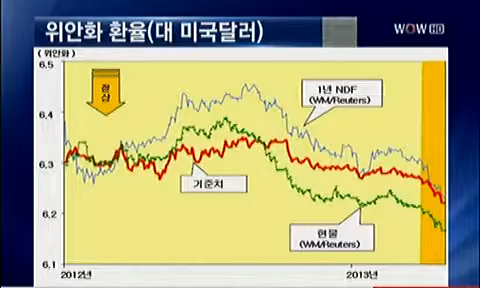 위안화 환율(대 미국달러)
WOW HD
(위안화)
6.5
6.4
6.3
6.2
6.1
절상
1년 NDF
(WM/Reuters)
기준치
현물
(WM/Reuters)
2012년
2013년